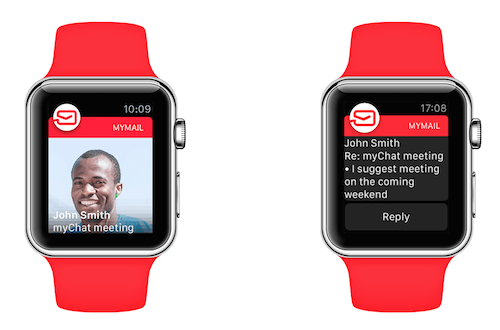 10:09
MYMAIL
John Smith
myChat meeting
17:08
MYMAIL
John Smith
Re: myChat meeting
• I suggest meeting
on the coming
weekend
Reply